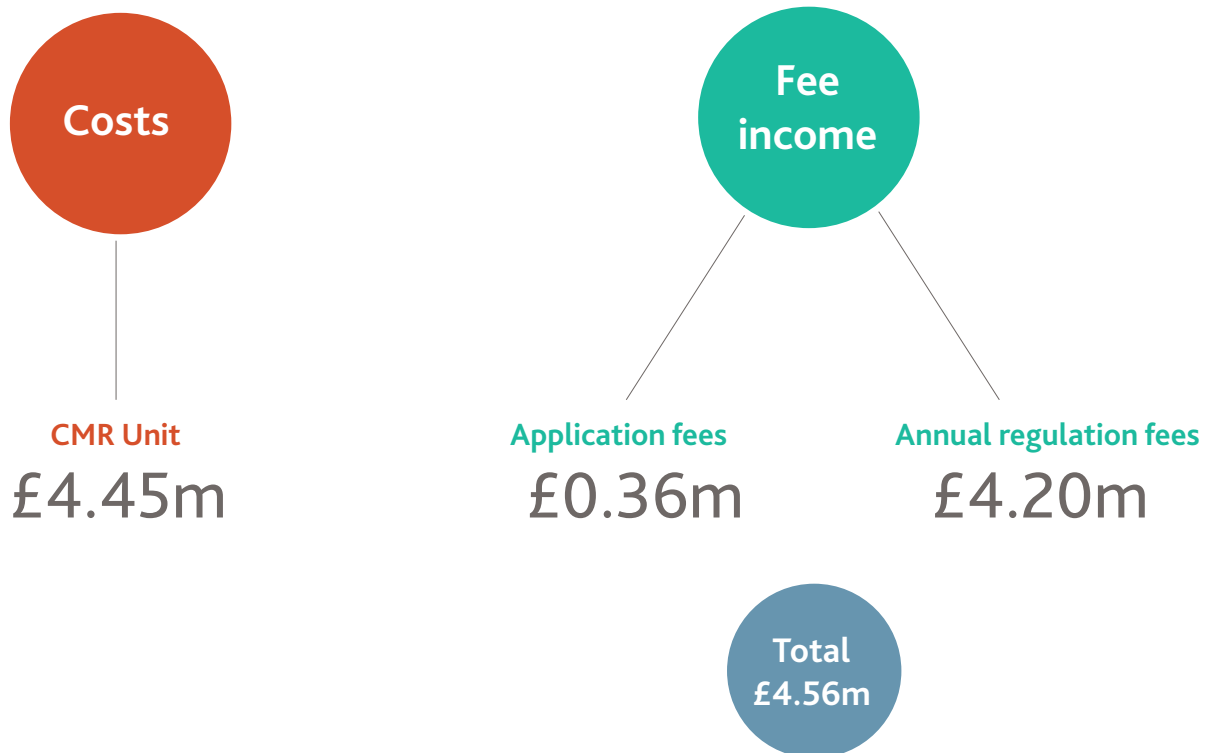 Costs
Fee
income
CMR Unit
£4.45m
Application fees
£0.36m
Annual regulation fees
£4.20m
Total
£4.56m